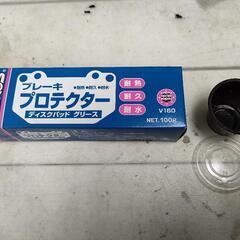 ブレーキ
プロテクター
ディスクパッド グリース
耐熱
耐久
耐水
V160
NET.100g